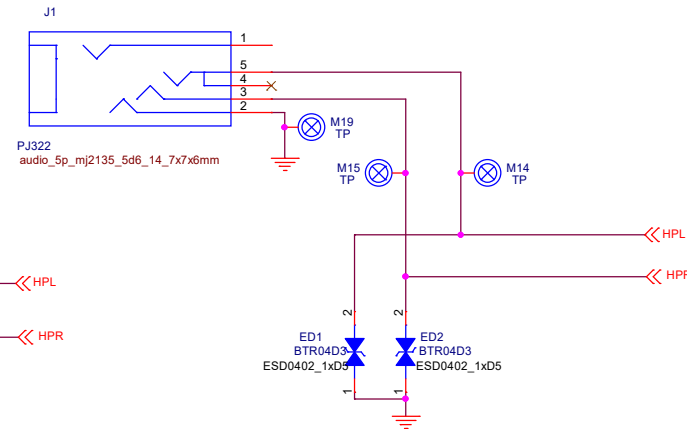 J1
1
5
4
3
2
M19
TP
PJ322
audio_5p_mj2135_5d6_14_7x7x6mm
M15
TP
M14
TP
HPL
HPR
HPL
HPR
2
2
ED1
BTR04D3
ESD0402_1xD5
ED2
BTR04D3
ESD0402_1xD5
1
1